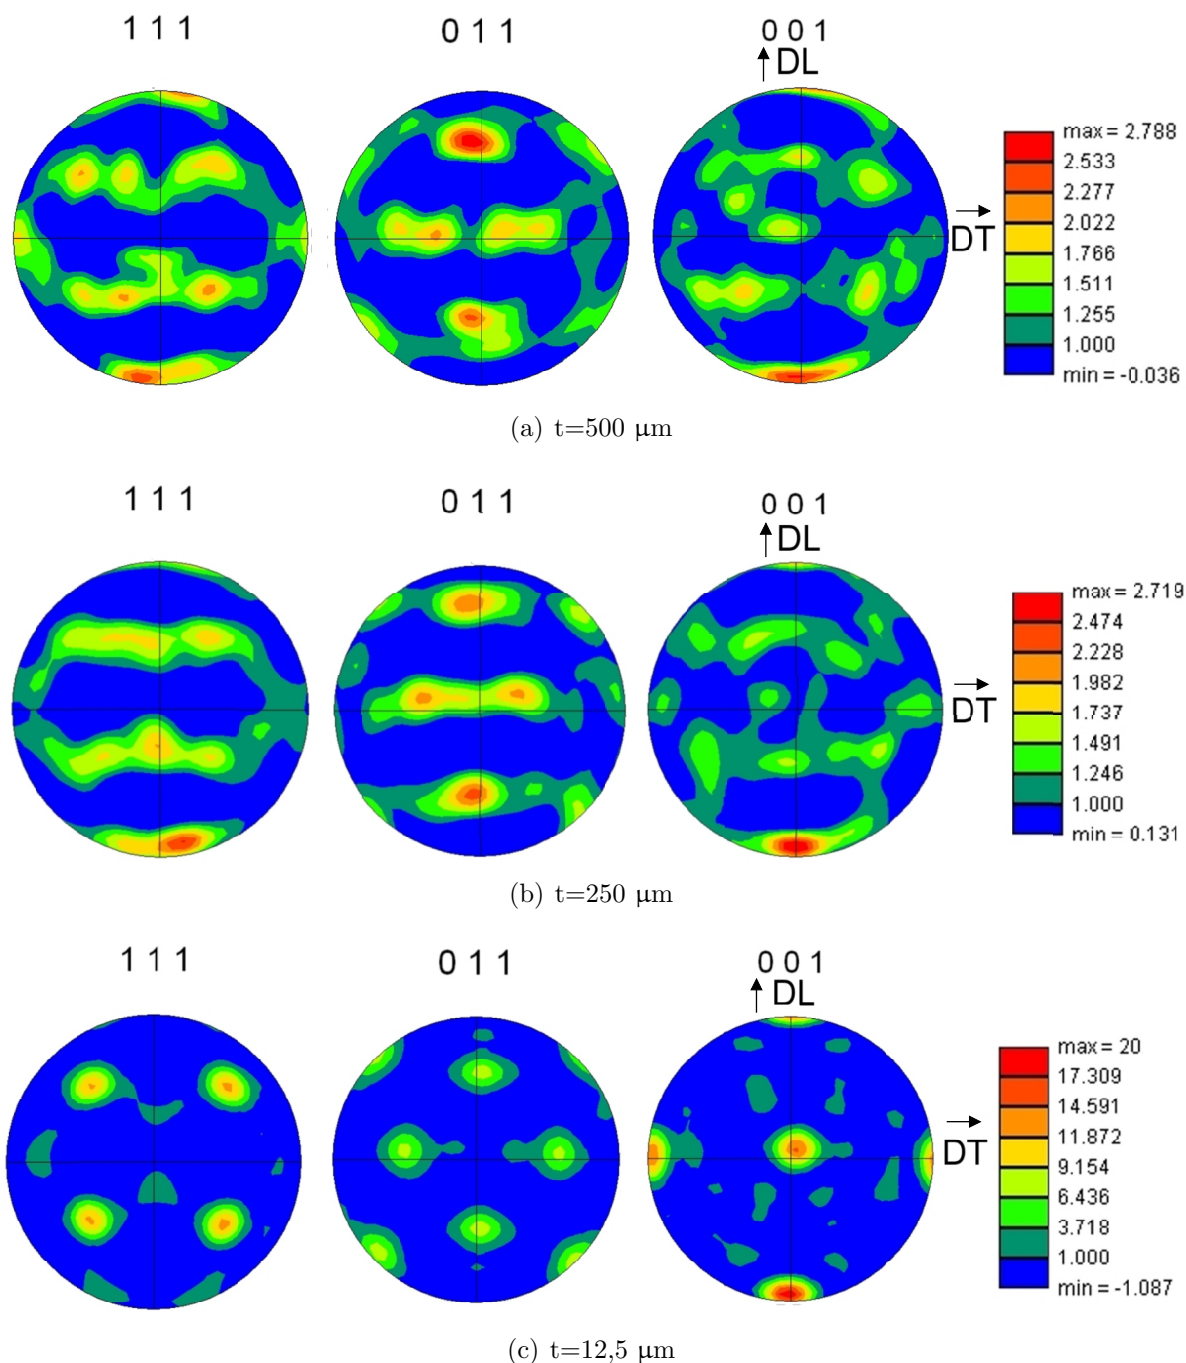 1 1 1
0 1 1
0 0 1
DL
DT
max = 2.788
2.533
2.277
2.022
1.766
1.511
1.255
1.000
min = -0.036
(a) t=500 μm
1 1 1
0 1 1
0 0 1
DL
DT
max = 2.719
2.474
2.228
1.982
1.737
1.491
1.246
1.000
min = 0.131
(b) t=250 μm
1 1 1
0 1 1
0 0 1
DL
DT
max = 20
17.309
14.591
11.872
9.154
6.436
3.718
1.000
min = -1.087
(c) t=12,5 μm